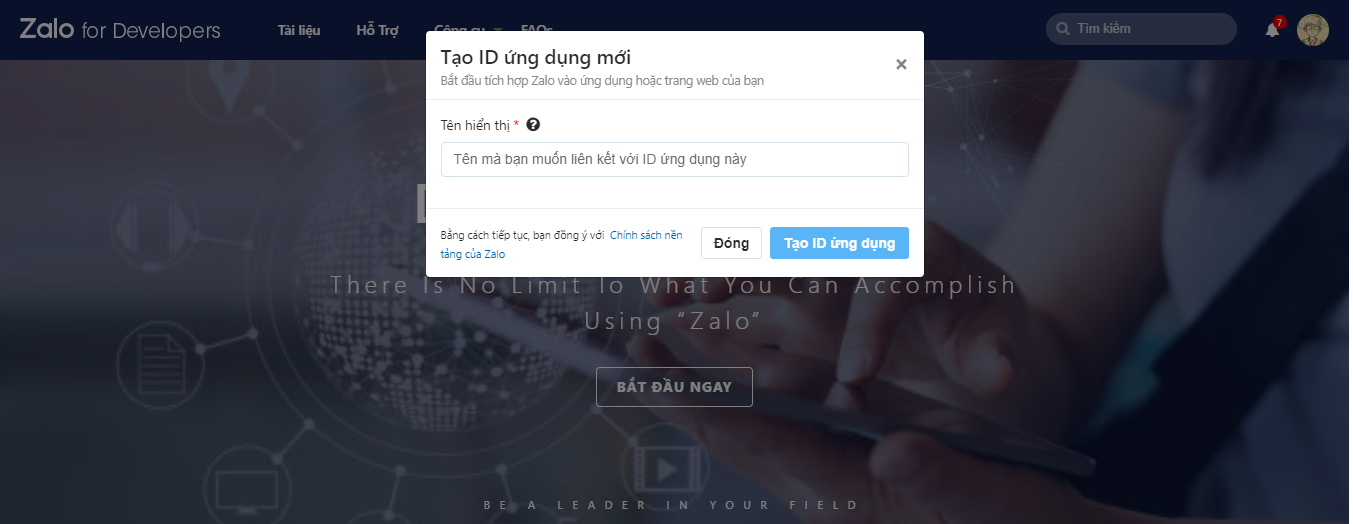 Zalo for Developers
Tài liệu
Hỗ Trợ
Công cụ
FAQs
Tìm kiếm
7
Tạo ID ứng dụng mới
×
Bắt đầu tích hợp Zalo vào ứng dụng hoặc trang web của bạn
Tên hiển thị * ?
Tên mà bạn muốn liên kết với ID ứng dụng này
Bằng cách tiếp tục, bạn đồng ý với Chính sách nền
tảng của Zalo
Đóng
Tạo ID ứng dụng
There Is No Limit To What You Can Accomplish
Using “Zalo”
BẮT ĐẦU NGAY
BE A LEADER IN YOUR FIELD